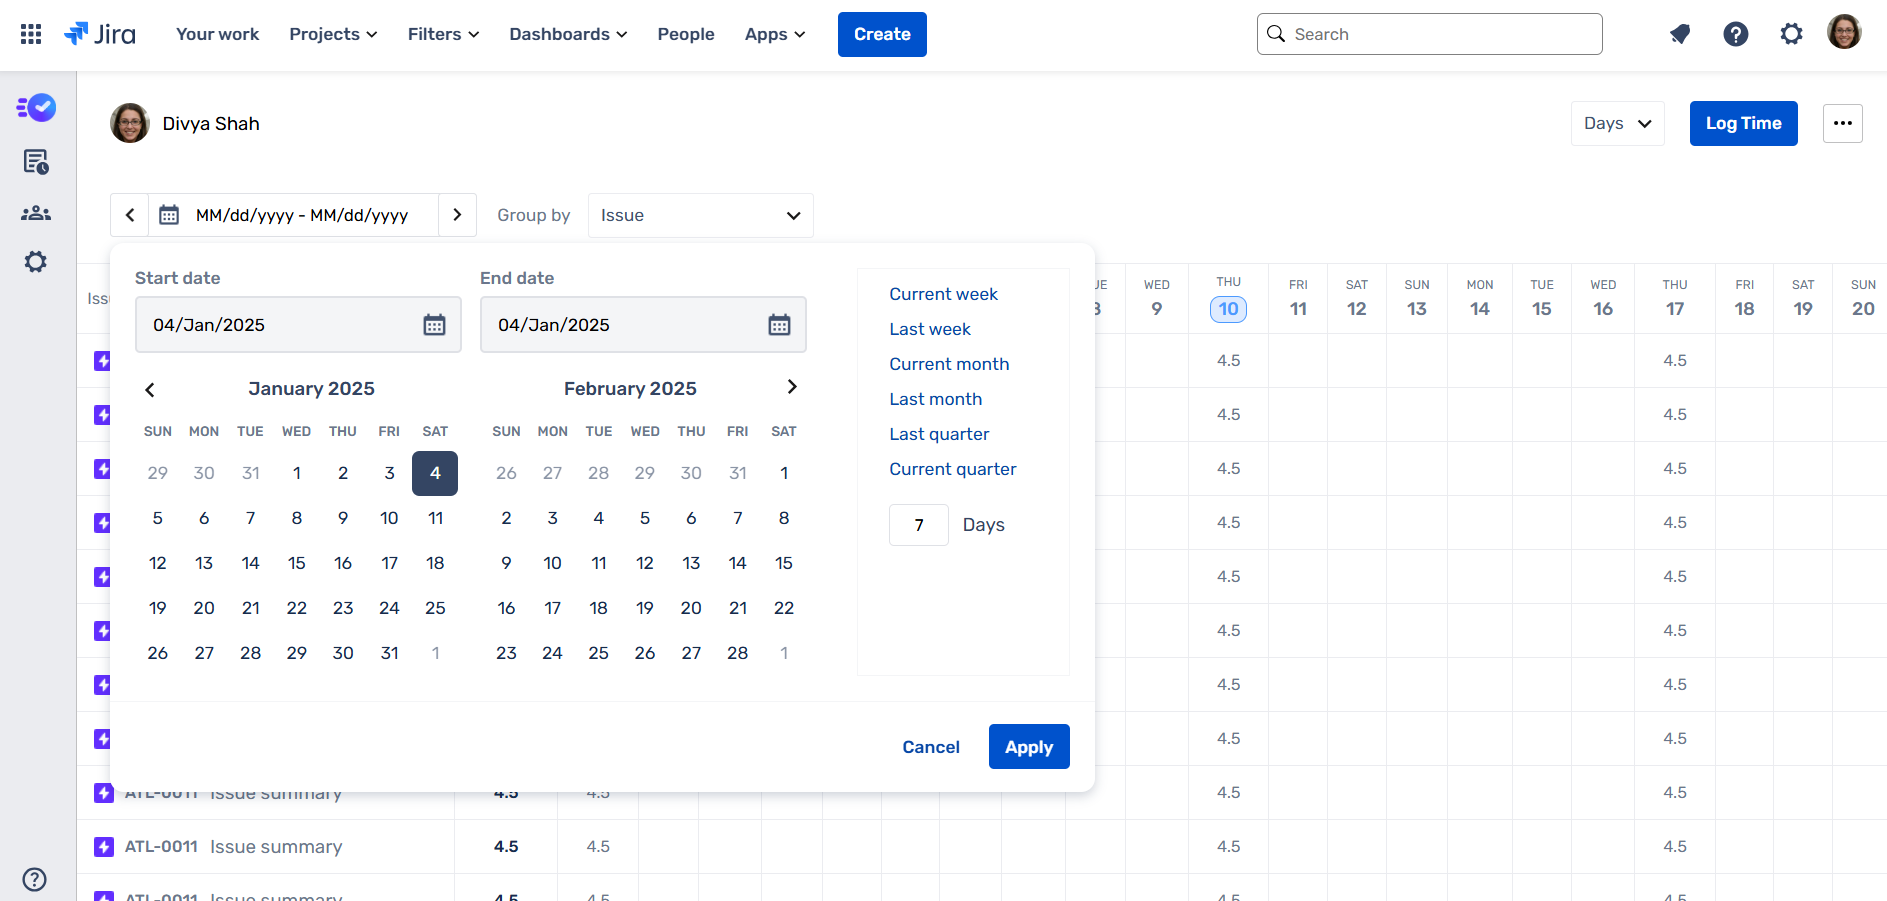 Jira Your work Projects Filters Dashboards People Apps Create Search
Divya Shah Days Log Time
MM/dd/yyyy - MM/dd/yyyy Group by Issue
Start date End date
04/Jan/2025 04/Jan/2025
January 2025 February 2025
SUN MON TUE WED THU FRI SAT SUN MON TUE WED THU FRI SAT
29 30 31 1 2 3 4 26 27 28 29 30 31 1
5 6 7 8 9 10 11 2 3 4 5 6 7 8
12 13 14 15 16 17 18 9 10 11 12 13 14 15
19 20 21 22 23 24 25 16 17 18 19 20 21 22
26 27 28 29 30 31 1 23 24 25 26 27 28 1
Current week
Last week
Current month
Last month
Last quarter
Current quarter
7 Days
Cancel Apply
WED THU FRI SAT SUN MON TUE WED THU FRI SAT SUN
9 10 11 12 13 14 15 16 17 18 19 20
4.5 4.5
4.5 4.5
4.5 4.5
4.5 4.5
4.5 4.5
4.5 4.5
4.5 4.5
4.5 4.5
ATL-0011 Issue summary 4.5 4.5 4.5 4.5
ATL-0011 Issue summary 4.5 4.5 4.5 4.5
ATL-0011 Issue summary 4.5 4.5 4.5 4.5